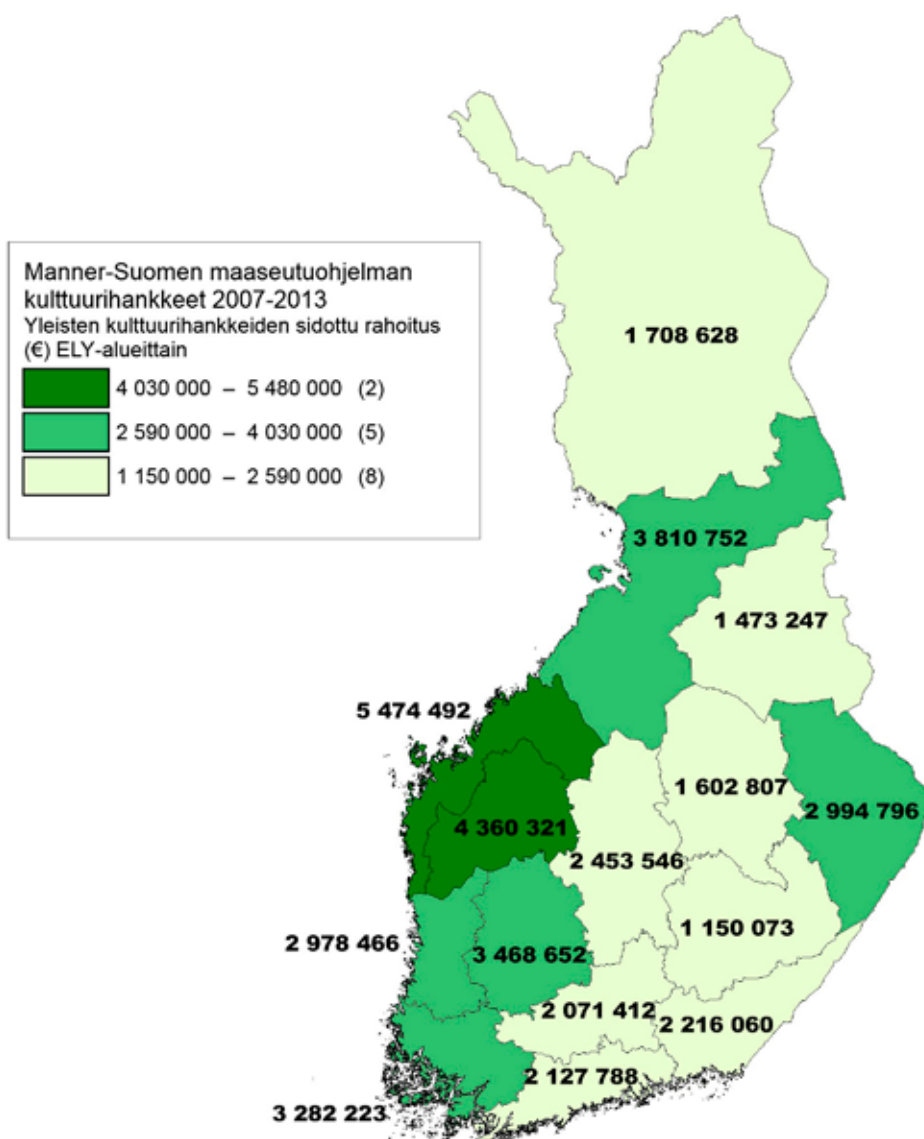 Manner-Suomen maaseutuohjelman
kulttuurihankkeet 2007-2013
Yleisten kulttuurihankkeiden sidottu rahoitus
(€) ELY-alueittain
4 030 000 – 5 480 000 (2)
2 590 000 – 4 030 000 (5)
1 150 000 – 2 590 000 (8)
1 708 628
3 810 752
1 473 247
5 474 492
1 602 807
2 994 796
4 360 321
2 453 546
1 150 073
2 978 466
3 468 652
2 071 412
2 216 060
2 127 788
3 282 223